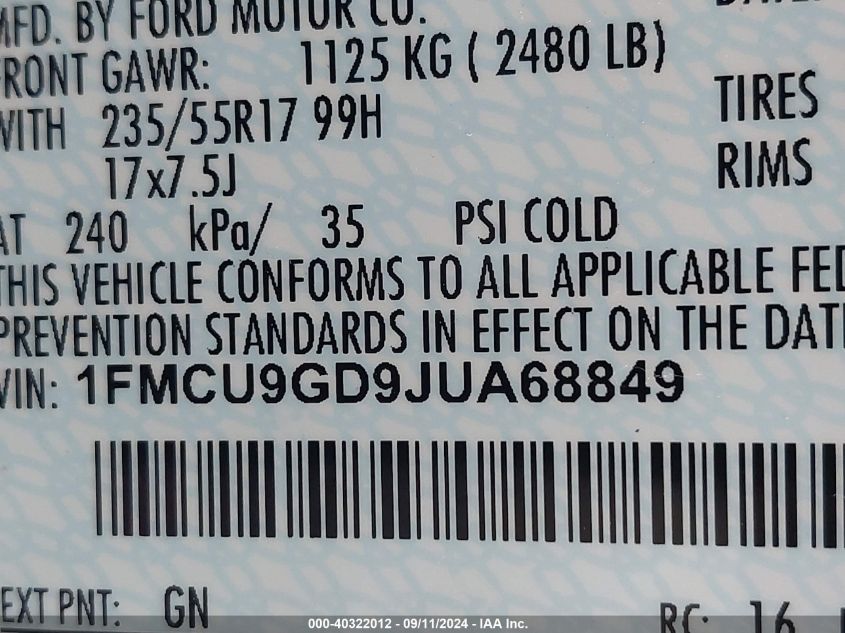 MFD. BY FORD MOTOR CO.
FRONT GAWR: 1125 KG ( 2480 LB)
WITH 235/55R17 99H TIRES
17x7.5J RIMS
AT 240 kPa/ 35 PSI COLD
THIS VEHICLE CONFORMS TO ALL APPLICABLE FED
PREVENTION STANDARDS IN EFFECT ON THE DAT
VIN: 1FMCU9GD9JUA68849
EXT PNT: GN RC: 16
000-40322012 - 09/11/2024 - IAA Inc.